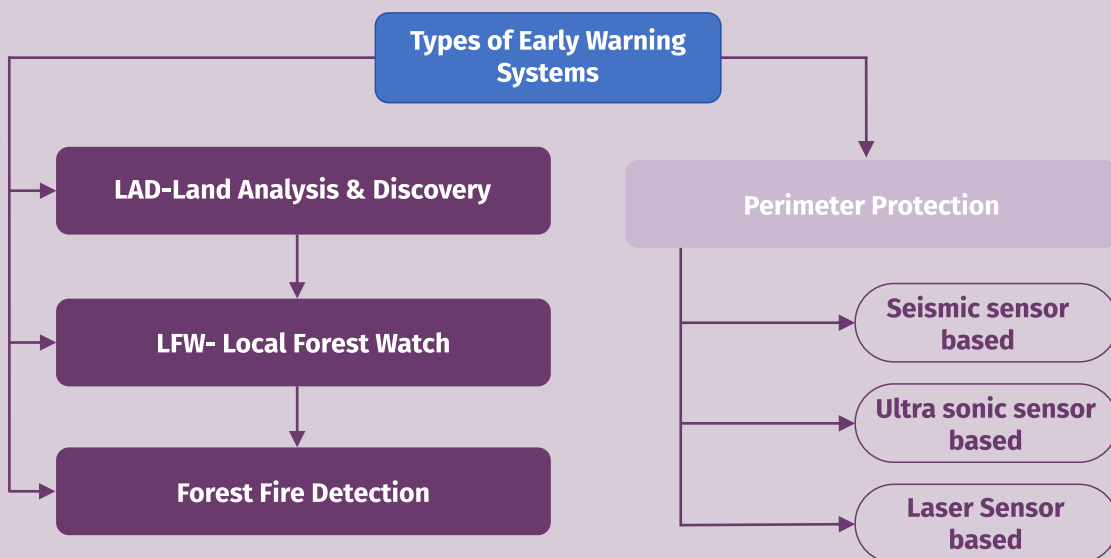 Types of Early Warning
Systems
LAD-Land Analysis & Discovery
LFW- Local Forest Watch
Forest Fire Detection
Perimeter Protection
Seismic sensor
based
Ultra sonic sensor
based
Laser Sensor
based